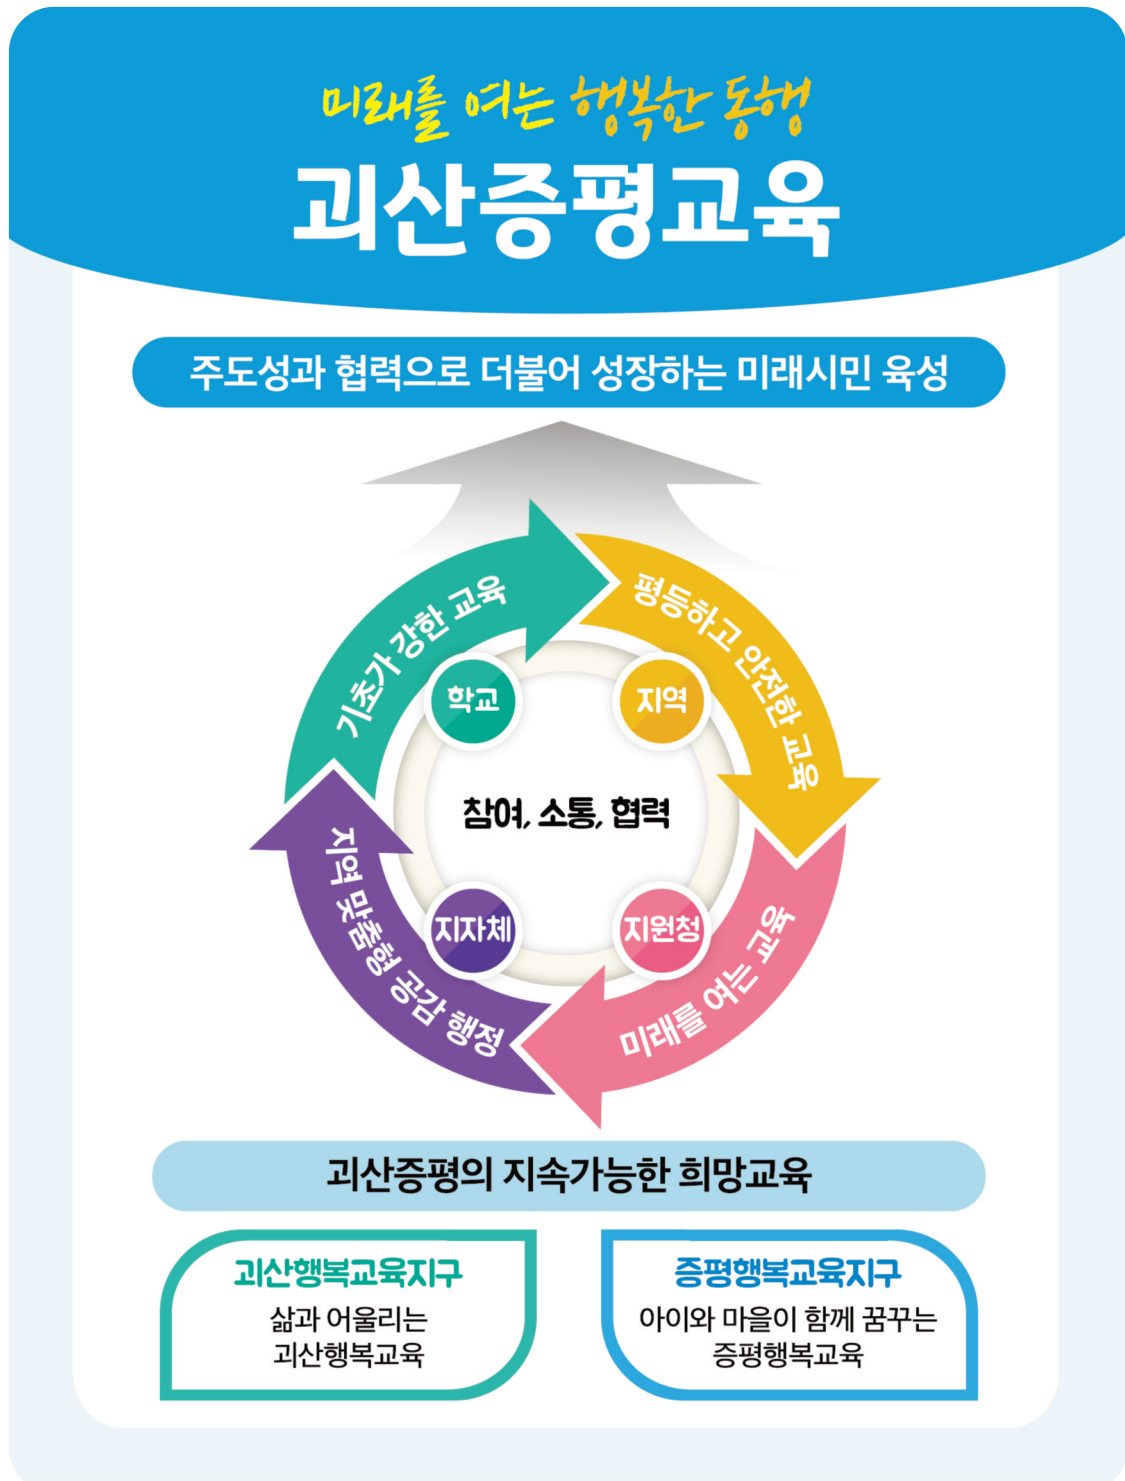 미래를 여는 행복한 동행
괴산증평교육
주도성과 협력으로 더불어 성장하는 미래시민 육성
기초가 강한 교육
평등하고 안전한 교육
학교
지역
참여, 소통, 협력
지자체
지원청
지역 맞춤형 공감 행정
미래를 여는 교육
괴산증평의 지속가능한 희망교육
괴산행복교육지구
삶과 어울리는
괴산행복교육
증평행복교육지구
아이와 마을이 함께 꿈꾸는
증평행복교육